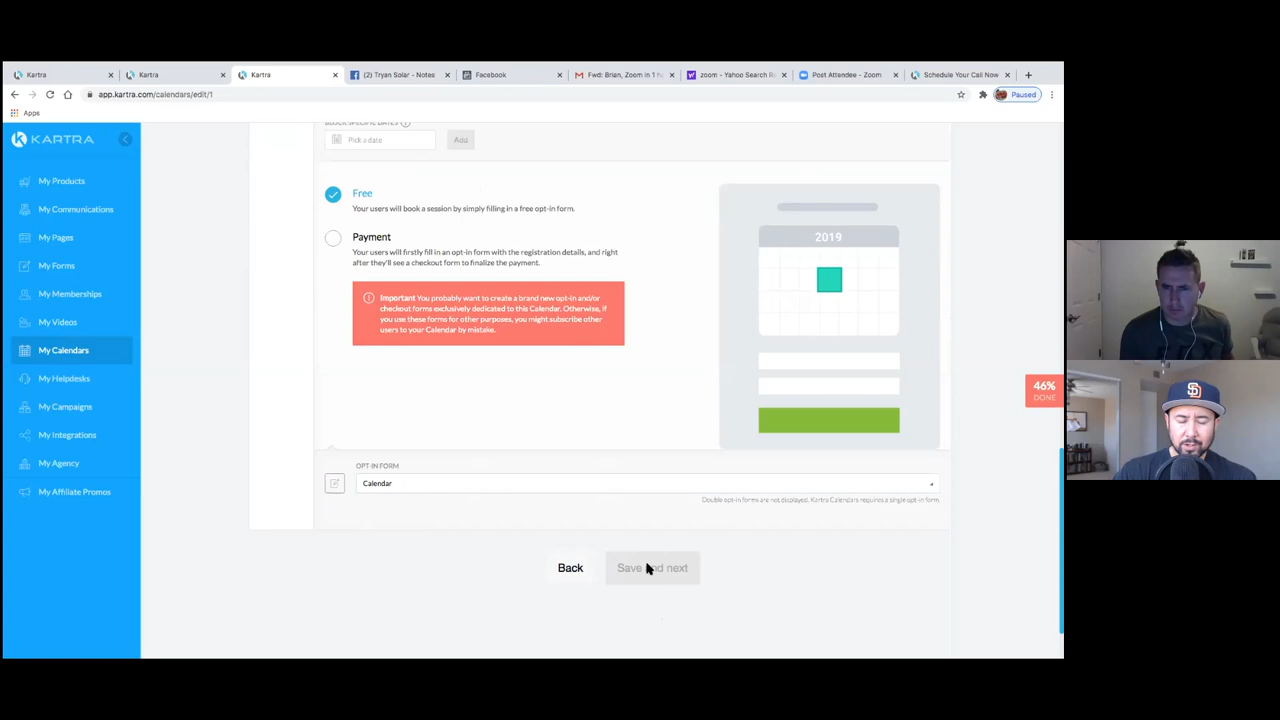 Kartra
Kartra
Kartra
(2) Tryan Solar - Notes
Facebook
Fwd: Brian, Zoom in 1 h
zoom - Yahoo Search R
Post Attendee - Zoom
Schedule Your Call Now
app.kartra.com/calendars/edit/1
Paused
Apps
KARTRA
My Products
My Communications
My Pages
My Forms
My Memberships
My Videos
My Calendars
My Helpdesks
My Campaigns
My Integrations
My Agency
My Affiliate Promos
BLOCK SPECIFIC DATES
Pick a date
Add
Free
Your users will book a session by simply filling in a free opt-in form.
Payment
Your users will firstly fill in an opt-in form with the registration details, and right
after they'll see a checkout form to finalize the payment.
Important You probably want to create a brand new opt-in and/or
checkout forms exclusively dedicated to this Calendar. Otherwise, if
you use these forms for other purposes, you might subscribe other
users to your Calendar by mistake.
2019
46%
DONE
OPT-IN FORM
Calendar
Double opt-in forms are not displayed. Kartra Calendars requires a single opt-in form.
Back
Save and next